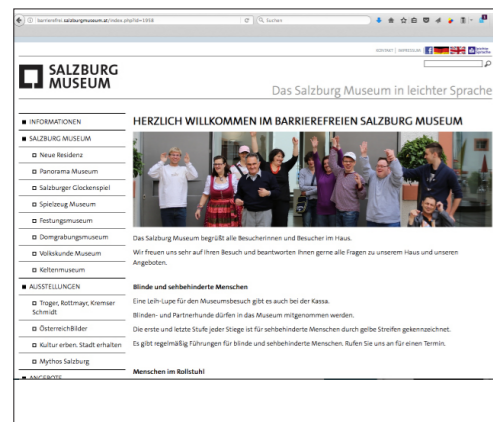 barrierefrei.salzburgmuseum.at/index.php?id=1938
Suchen
KONTAKT | IMPRESSUM
leichte
Sprache
SALZBURG
MUSEUM
Das Salzburg Museum in leichter Sprache
INFORMATIONEN
SALZBURG MUSEUM
Neue Residenz
Panorama Museum
Salzburger Glockenspiel
Spielzeug Museum
Festungsmuseum
Domgrabungsmuseum
Volkskunde Museum
Keltenmuseum
AUSSTELLUNGEN
Troger, Rottmayr, Kremser
Schmidt
ÖsterreichBilder
Kultur erben. Stadt erhalten
Mythos Salzburg
ANGEBOTE
HERZLICH WILLKOMMEN IM BARRIEREFREIEN SALZBURG MUSEUM
Das Salzburg Museum begrüßt alle Besucherinnen und Besucher im Haus.
Wir freuen uns sehr auf Ihren Besuch und beantworten Ihnen gerne alle Fragen zu unserem Haus und unseren
Angeboten.
Blinde und sehbehinderte Menschen
Eine Leih-Lupe für den Museumsbesuch gibt es auch bei der Kassa.
Blinden- und Partnerhunde dürfen in das Museum mitgenommen werden.
Die erste und letzte Stufe jeder Stiege ist für sehbehinderte Menschen durch gelbe Streifen gekennzeichnet.
Es gibt regelmäßig Führungen für blinde und sehbehinderte Menschen. Rufen Sie uns an für einen Termin.
Menschen im Rollstuhl